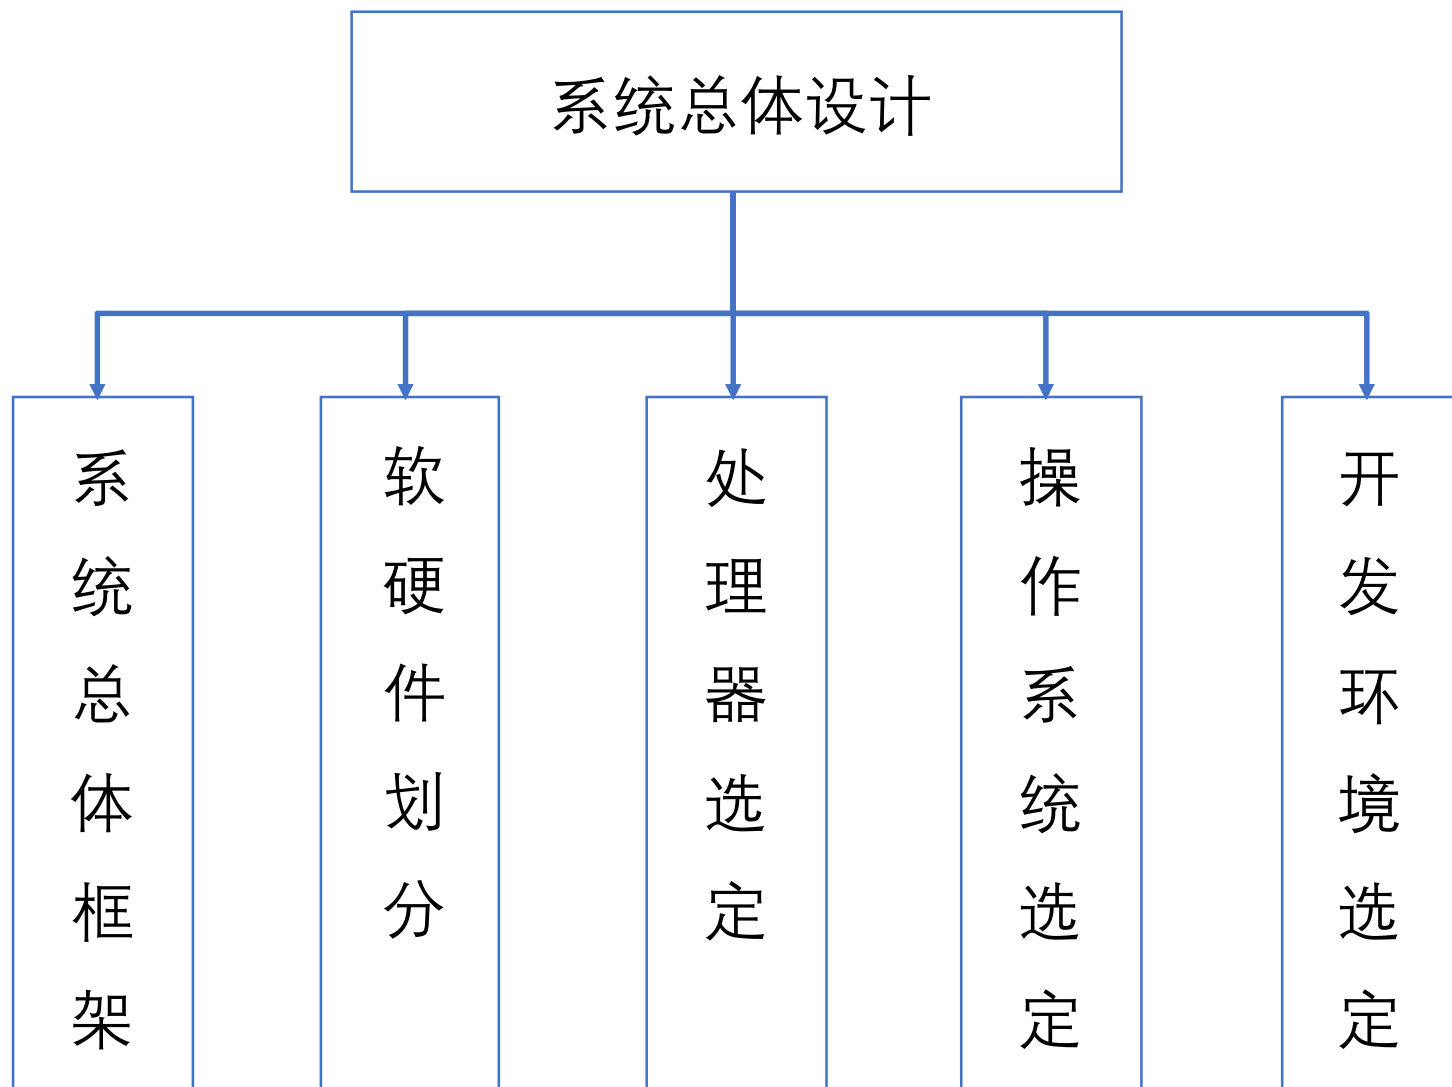 系统总体设计
系统总体框架
软硬件划分
处理器选定
操作系统选定
开发环境选定